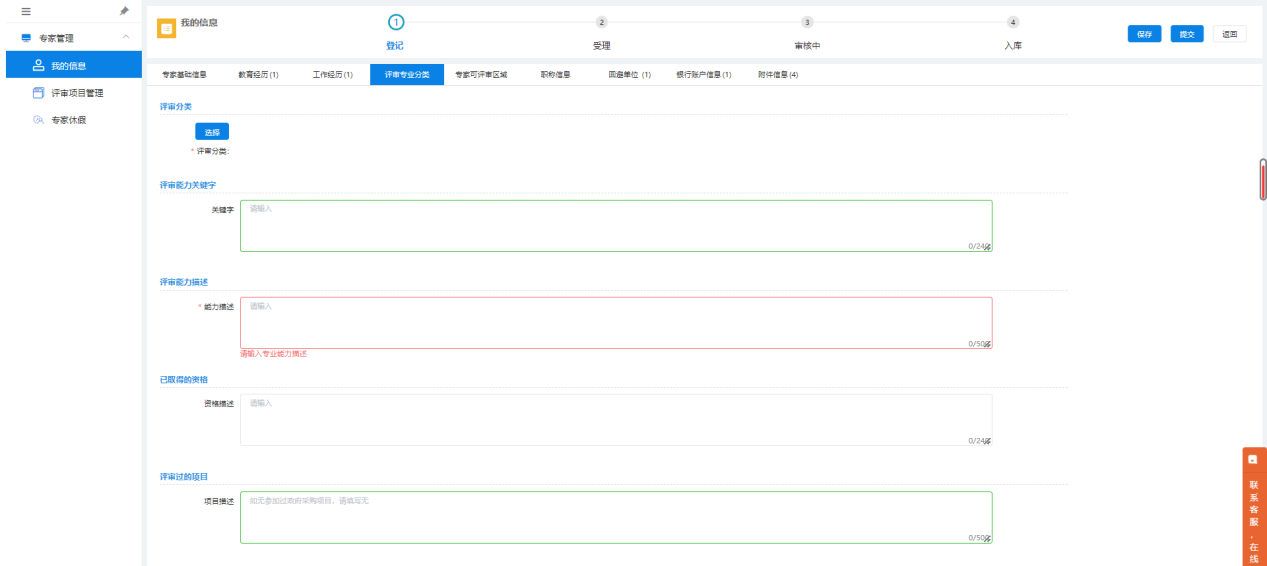 我的信息
1
2
3
4
登记
受理
审核中
入库
保存
提交
返回
专家管理
我的信息
评审项目管理
专家休假
专家基础信息
教育经历(1)
工作经历(1)
评审专业分类
专家可评审区域
职称信息
回避单位 (1)
银行账户信息(1)
附件信息(4)
评审分类
选择
* 评审分类:
评审能力关键字
关键字
请输入
0/240
评审能力描述
* 能力描述
请输入
0/500
请输入专业能力描述
已取得的资格
资格描述
请输入
0/240
评审过的项目
项目描述
如无参加过政府采购项目，请填写无
0/500
联系客服，在线